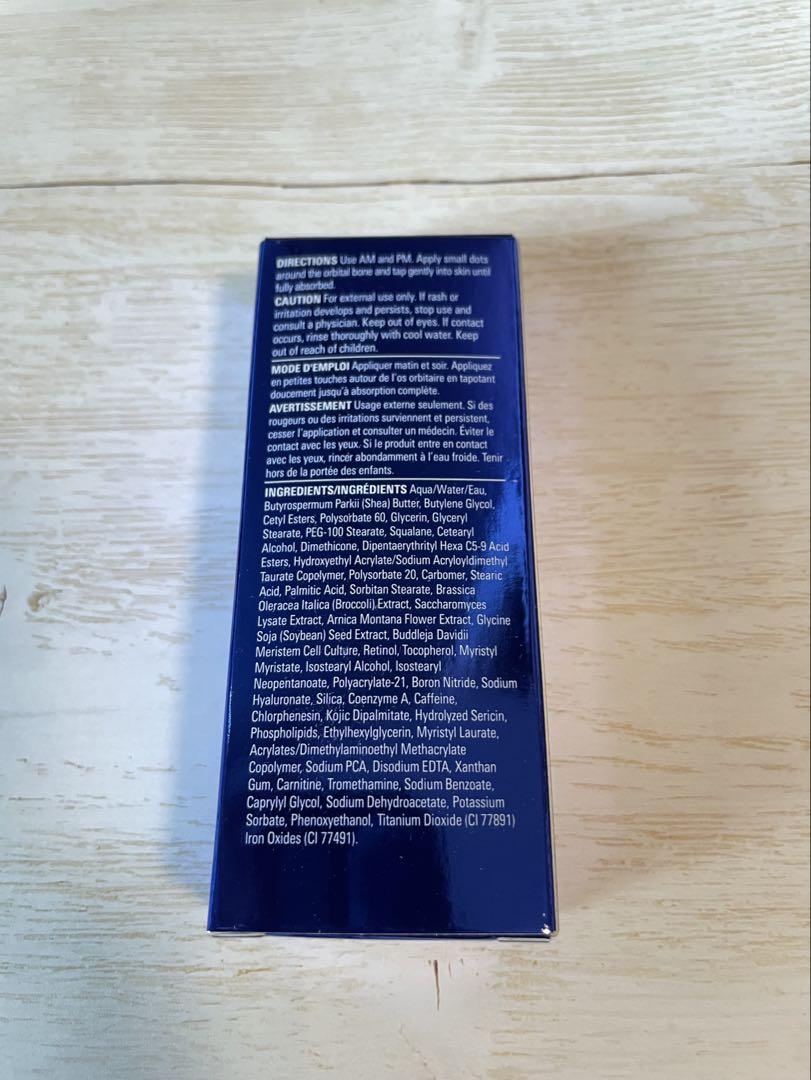 DIRECTIONS Use AM and PM. Apply small dots
around the orbital bone and tap gently into skin until
fully absorbed.
CAUTION For external use only. If rash or
irritation develops and persists, stop use and
consult a physician. Keep out of eyes. If contact
occurs, rinse thoroughly with cool water. Keep
out of reach of children.
MODE D'EMPLOI Appliquer matin et soir. Appliquez
en petites touches autour de l'os orbitaire en tapotant
doucement jusqu'à absorption complète.
AVERTISSEMENT Usage externe seulement. Si des
rougeurs ou des irritations surviennent et persistent,
cesser l'application et consulter un médecin. Éviter le
contact avec les yeux. Si le produit entre en contact
avec les yeux, rincer abondamment à l'eau froide. Tenir
hors de la portée des enfants.
INGREDIENTS/INGRÉDIENTS Aqua/Water/Eau,
Butyrospermum Parkii (Shea) Butter, Butylene Glycol,
Cetyl Esters, Polysorbate 60, Glycerin, Glyceryl
Stearate, PEG-100 Stearate, Squalane, Cetearyl
Alcohol, Dimethicone, Dipentaerythrityl Hexa C5-9 Acid
Esters, Hydroxyethyl Acrylate/Sodium Acryloyldimethyl
Taurate Copolymer, Polysorbate 20, Carbomer, Stearic
Acid, Palmitic Acid, Sorbitan Stearate, Brassica
Oleracea Italica (Broccoli) Extract, Saccharomyces
Lysate Extract, Arnica Montana Flower Extract, Glycine
Soja (Soybean) Seed Extract, Buddleja Davidii
Meristem Cell Culture, Retinol, Tocopherol, Myristyl
Myristate, Isostearyl Alcohol, Isostearyl
Neopentanoate, Polyacrylate-21, Boron Nitride, Sodium
Hyaluronate, Silica, Coenzyme A, Caffeine,
Chlorphenesin, Kojic Dipalmitate, Hydrolyzed Sericin,
Phospholipids, Ethylhexylglycerin, Myristyl Laurate,
Acrylates/Dimethylaminoethyl Methacrylate
Copolymer, Sodium PCA, Disodium EDTA, Xanthan
Gum, Carnitine, Tromethamine, Sodium Benzoate,
Caprylyl Glycol, Sodium Dehydroacetate, Potassium
Sorbate, Phenoxyethanol, Titanium Dioxide (CI 77891)
Iron Oxides (CI 77491).